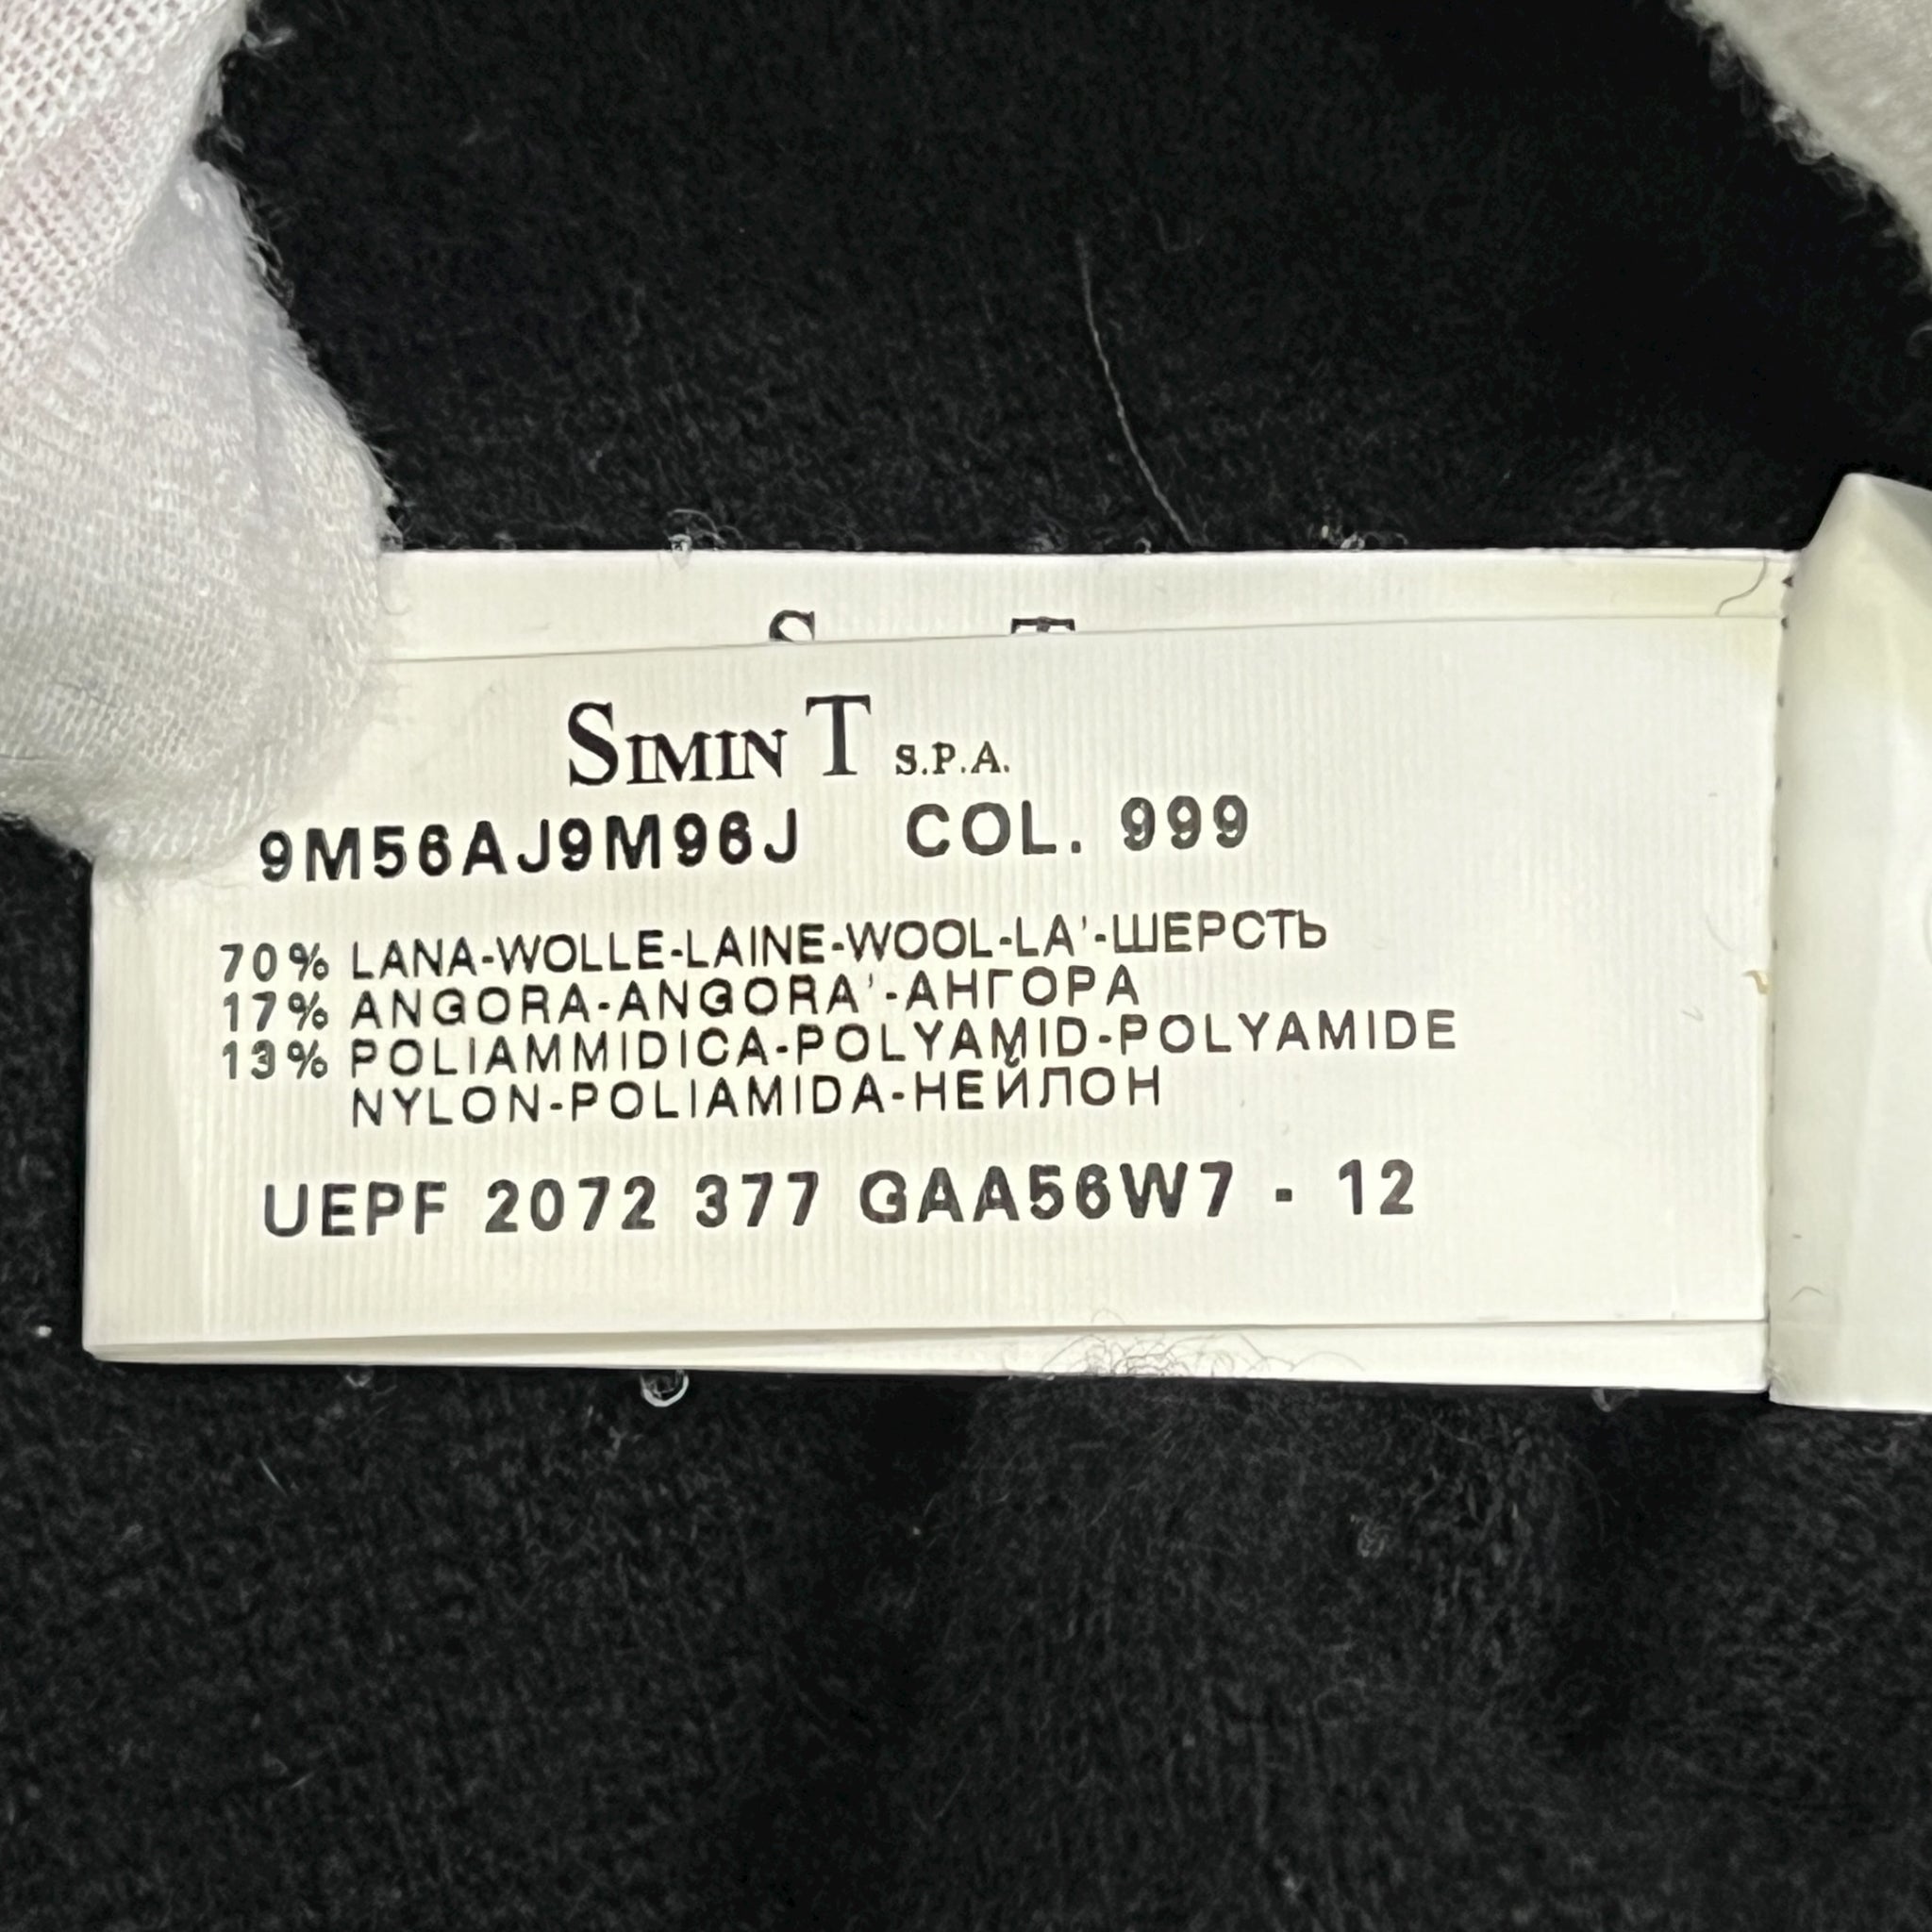 S T
SIMIN T S.P.A.
9M56AJ9M96J COL. 999
70% LANA-WOLLE-LAINE-WOOL-LA'-ШЕРСТЬ
17% ANGORA-ANGORA'-АНГОРА
13% POLIAMMIDICA-POLYAMID-POLYAMIDE
NYLON-POLIAMIDA-НЕЙЛОН
UEPF 2072 377 GAA56W7 - 12